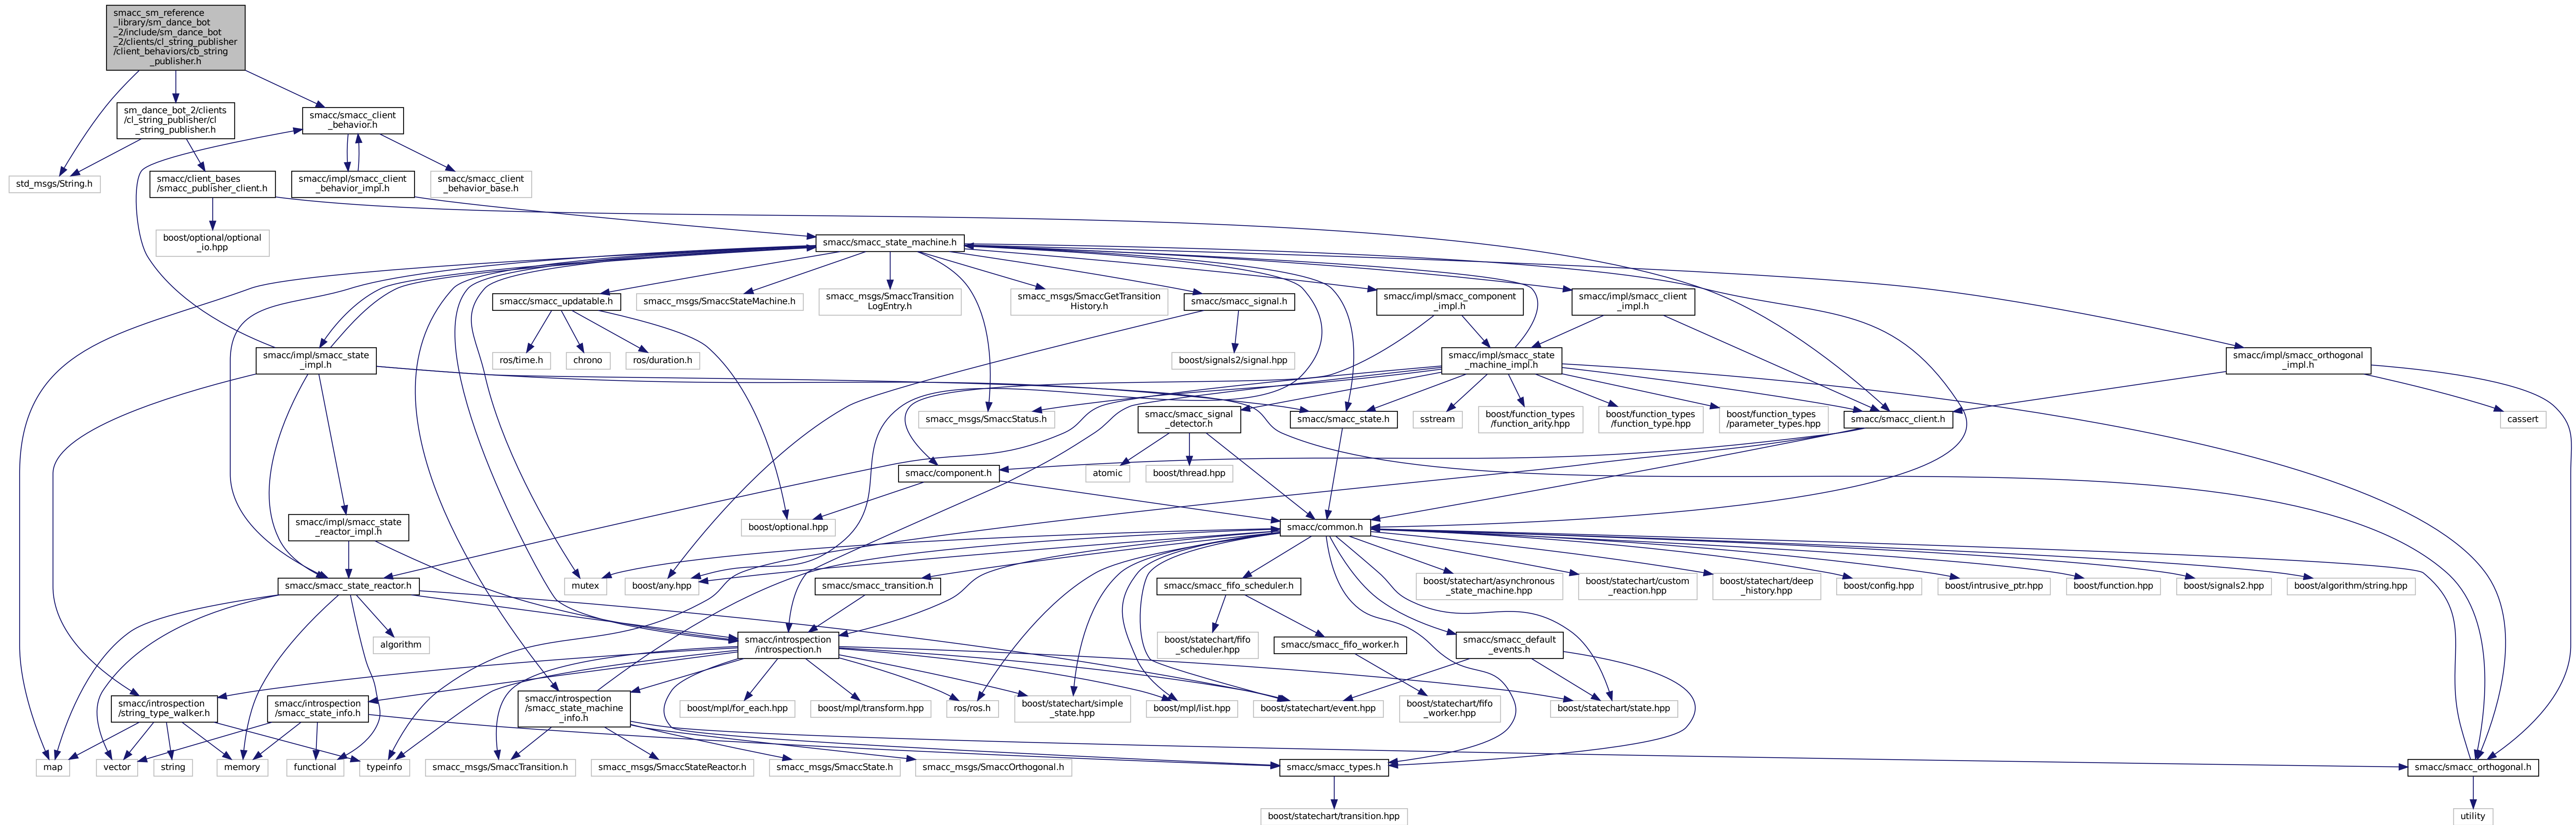 smacc_sm_reference
_library/sm_dance_bot
_2/include/sm_dance_bot
_2/clients/cl_string_publisher
/client_behaviors/cb_string
_publisher.h
sm_dance_bot_2/clients
/cl_string_publisher/cl
_string_publisher.h
smacc/smacc_client
_behavior.h
std_msgs/String.h
smacc/client_bases
/smacc_publisher_client.h
smacc/impl/smacc_client
_behavior_impl.h
smacc/smacc_client
_behavior_base.h
boost/optional/optional
_io.hpp
smacc/smacc_state_machine.h
smacc/smacc_updatable.h
smacc_msgs/SmaccStateMachine.h
smacc_msgs/SmaccTransition
LogEntry.h
smacc_msgs/SmaccGetTransition
History.h
smacc/smacc_signal.h
smacc/impl/smacc_component
_impl.h
smacc/impl/smacc_client
_impl.h
smacc/impl/smacc_state
_impl.h
ros/time.h
chrono
ros/duration.h
boost/signals2/signal.hpp
smacc/impl/smacc_state
_machine_impl.h
smacc/impl/smacc_orthogonal
_impl.h
smacc_msgs/SmaccStatus.h
smacc/smacc_signal
_detector.h
smacc/smacc_state.h
sstream
boost/function_types
/function_arity.hpp
boost/function_types
/function_type.hpp
boost/function_types
/parameter_types.hpp
smacc/smacc_client.h
cassert
smacc/component.h
atomic
boost/thread.hpp
smacc/impl/smacc_state
_reactor_impl.h
boost/optional.hpp
smacc/common.h
smacc/smacc_state_reactor.h
mutex
boost/any.hpp
smacc/smacc_transition.h
smacc/smacc_fifo_scheduler.h
boost/statechart/asynchronous
_state_machine.hpp
boost/statechart/custom
_reaction.hpp
boost/statechart/deep
_history.hpp
boost/config.hpp
boost/intrusive_ptr.hpp
boost/function.hpp
boost/signals2.hpp
boost/algorithm/string.hpp
algorithm
smacc/introspection
/introspection.h
boost/statechart/fifo
_scheduler.hpp
smacc/smacc_fifo_worker.h
smacc/smacc_default
_events.h
smacc/introspection
/string_type_walker.h
smacc/introspection
/smacc_state_info.h
smacc/introspection
/smacc_state_machine
_info.h
boost/mpl/for_each.hpp
boost/mpl/transform.hpp
ros/ros.h
boost/statechart/simple
_state.hpp
boost/mpl/list.hpp
boost/statechart/event.hpp
boost/statechart/fifo
_worker.hpp
boost/statechart/state.hpp
map
vector
string
memory
functional
typeinfo
smacc_msgs/SmaccTransition.h
smacc_msgs/SmaccStateReactor.h
smacc_msgs/SmaccState.h
smacc_msgs/SmaccOrthogonal.h
smacc/smacc_types.h
smacc/smacc_orthogonal.h
boost/statechart/transition.hpp
utility